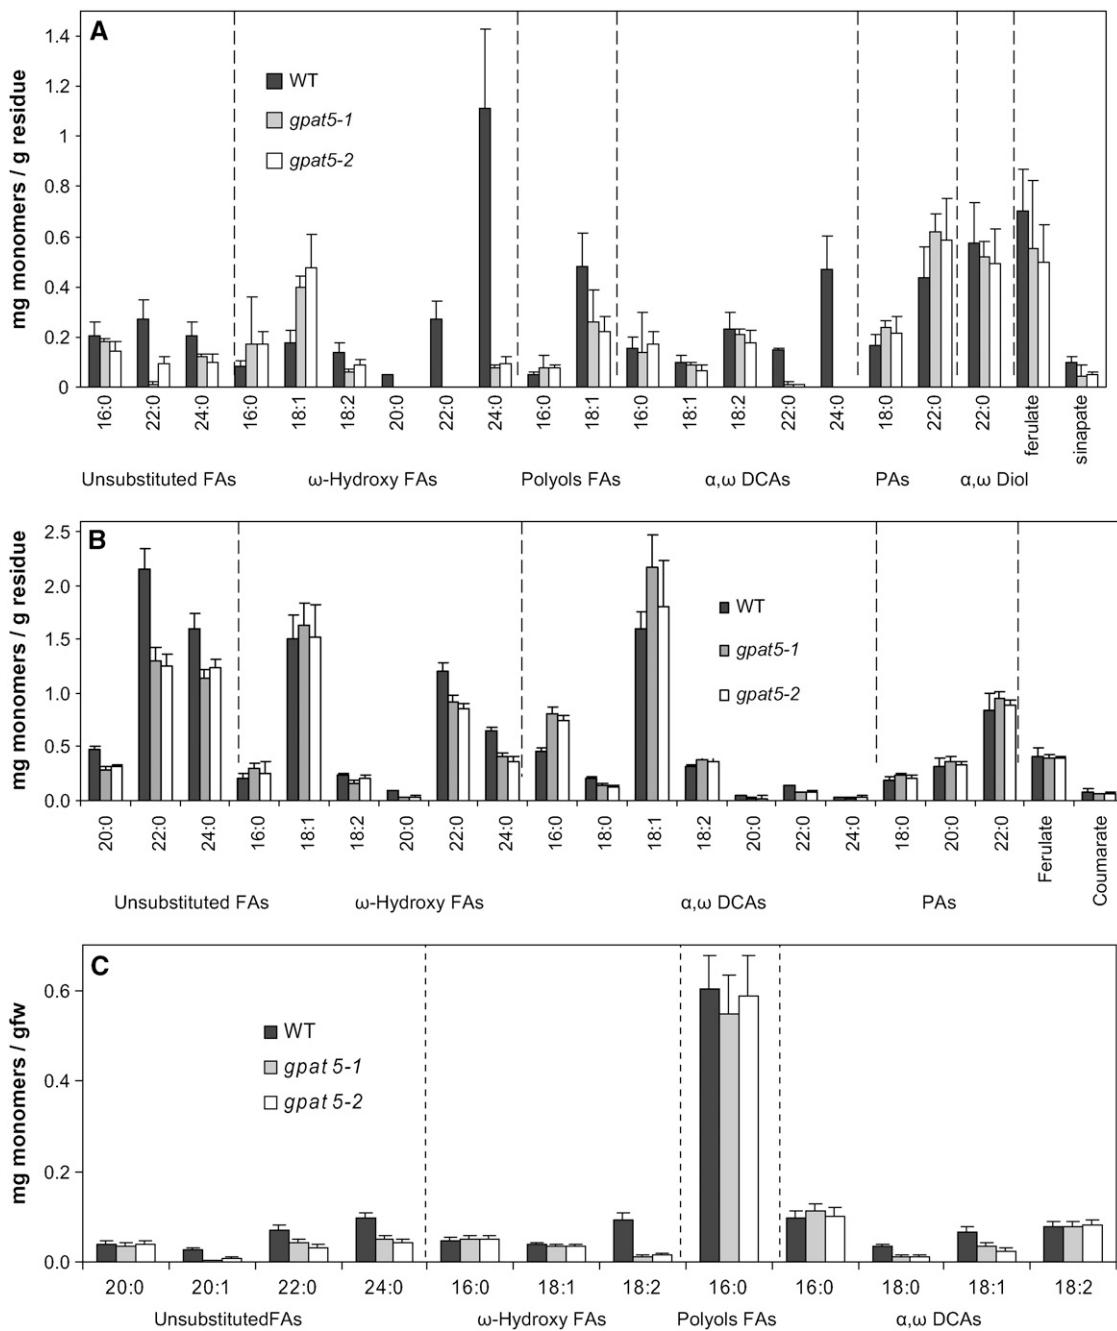 A
mg monomers / g residue
1.4
1.2
1
0.8
0.6
0.4
0.2
0
WT
gpat5-1
gpat5-2
16:0 22:0 24:0 16:0 18:1 18:2 20:0 22:0 24:0 16:0 18:1 16:0 18:1 18:2 22:0 24:0 18:0 22:0 22:0 ferulate sinapate
Unsubstituted FAs ω-Hydroxy FAs Polyols FAs α,ω DCAs PAs α,ω Diol
B
mg monomers / g residue
2.5
2.0
1.5
1.0
0.5
0.0
WT
gpat5-1
gpat5-2
20:0 22:0 24:0 16:0 18:1 18:2 20:0 22:0 24:0 16:0 18:0 18:1 18:2 20:0 22:0 24:0 18:0 20:0 22:0 Ferulate Coumarate
Unsubstituted FAs ω-Hydroxy FAs α,ω DCAs PAs
C
mg monomers / gfw
0.6
0.4
0.2
0.0
WT
gpat 5-1
gpat 5-2
20:0 20:1 22:0 24:0 16:0 18:1 18:2 16:0 16:0 18:0 18:1 18:2
UnsubstitutedFAs ω-Hydroxy FAs Polyols FAs α,ω DCAs